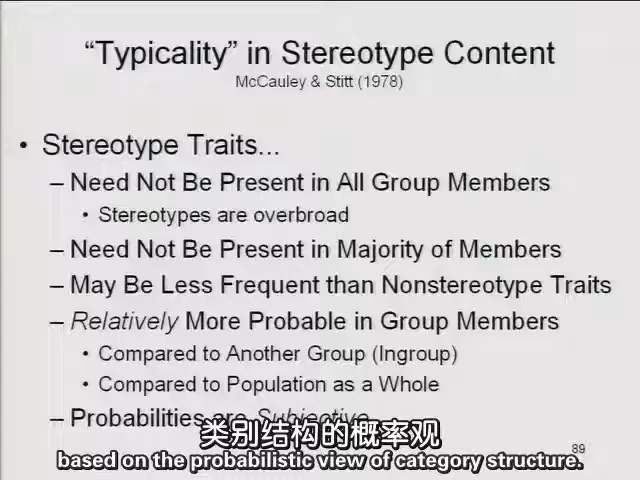 “Typicality” in Stereotype Content
McCauley & Stitt (1978)
• Stereotype Traits...
– Need Not Be Present in All Group Members
• Stereotypes are overbroad
– Need Not Be Present in Majority of Members
– May Be Less Frequent than Nonstereotype Traits
– Relatively More Probable in Group Members
• Compared to Another Group (Ingroup)
• Compared to Population as a Whole
– Probabilities are Subjective
类别结构的概率观
89
based on the probabilistic view of category structure.